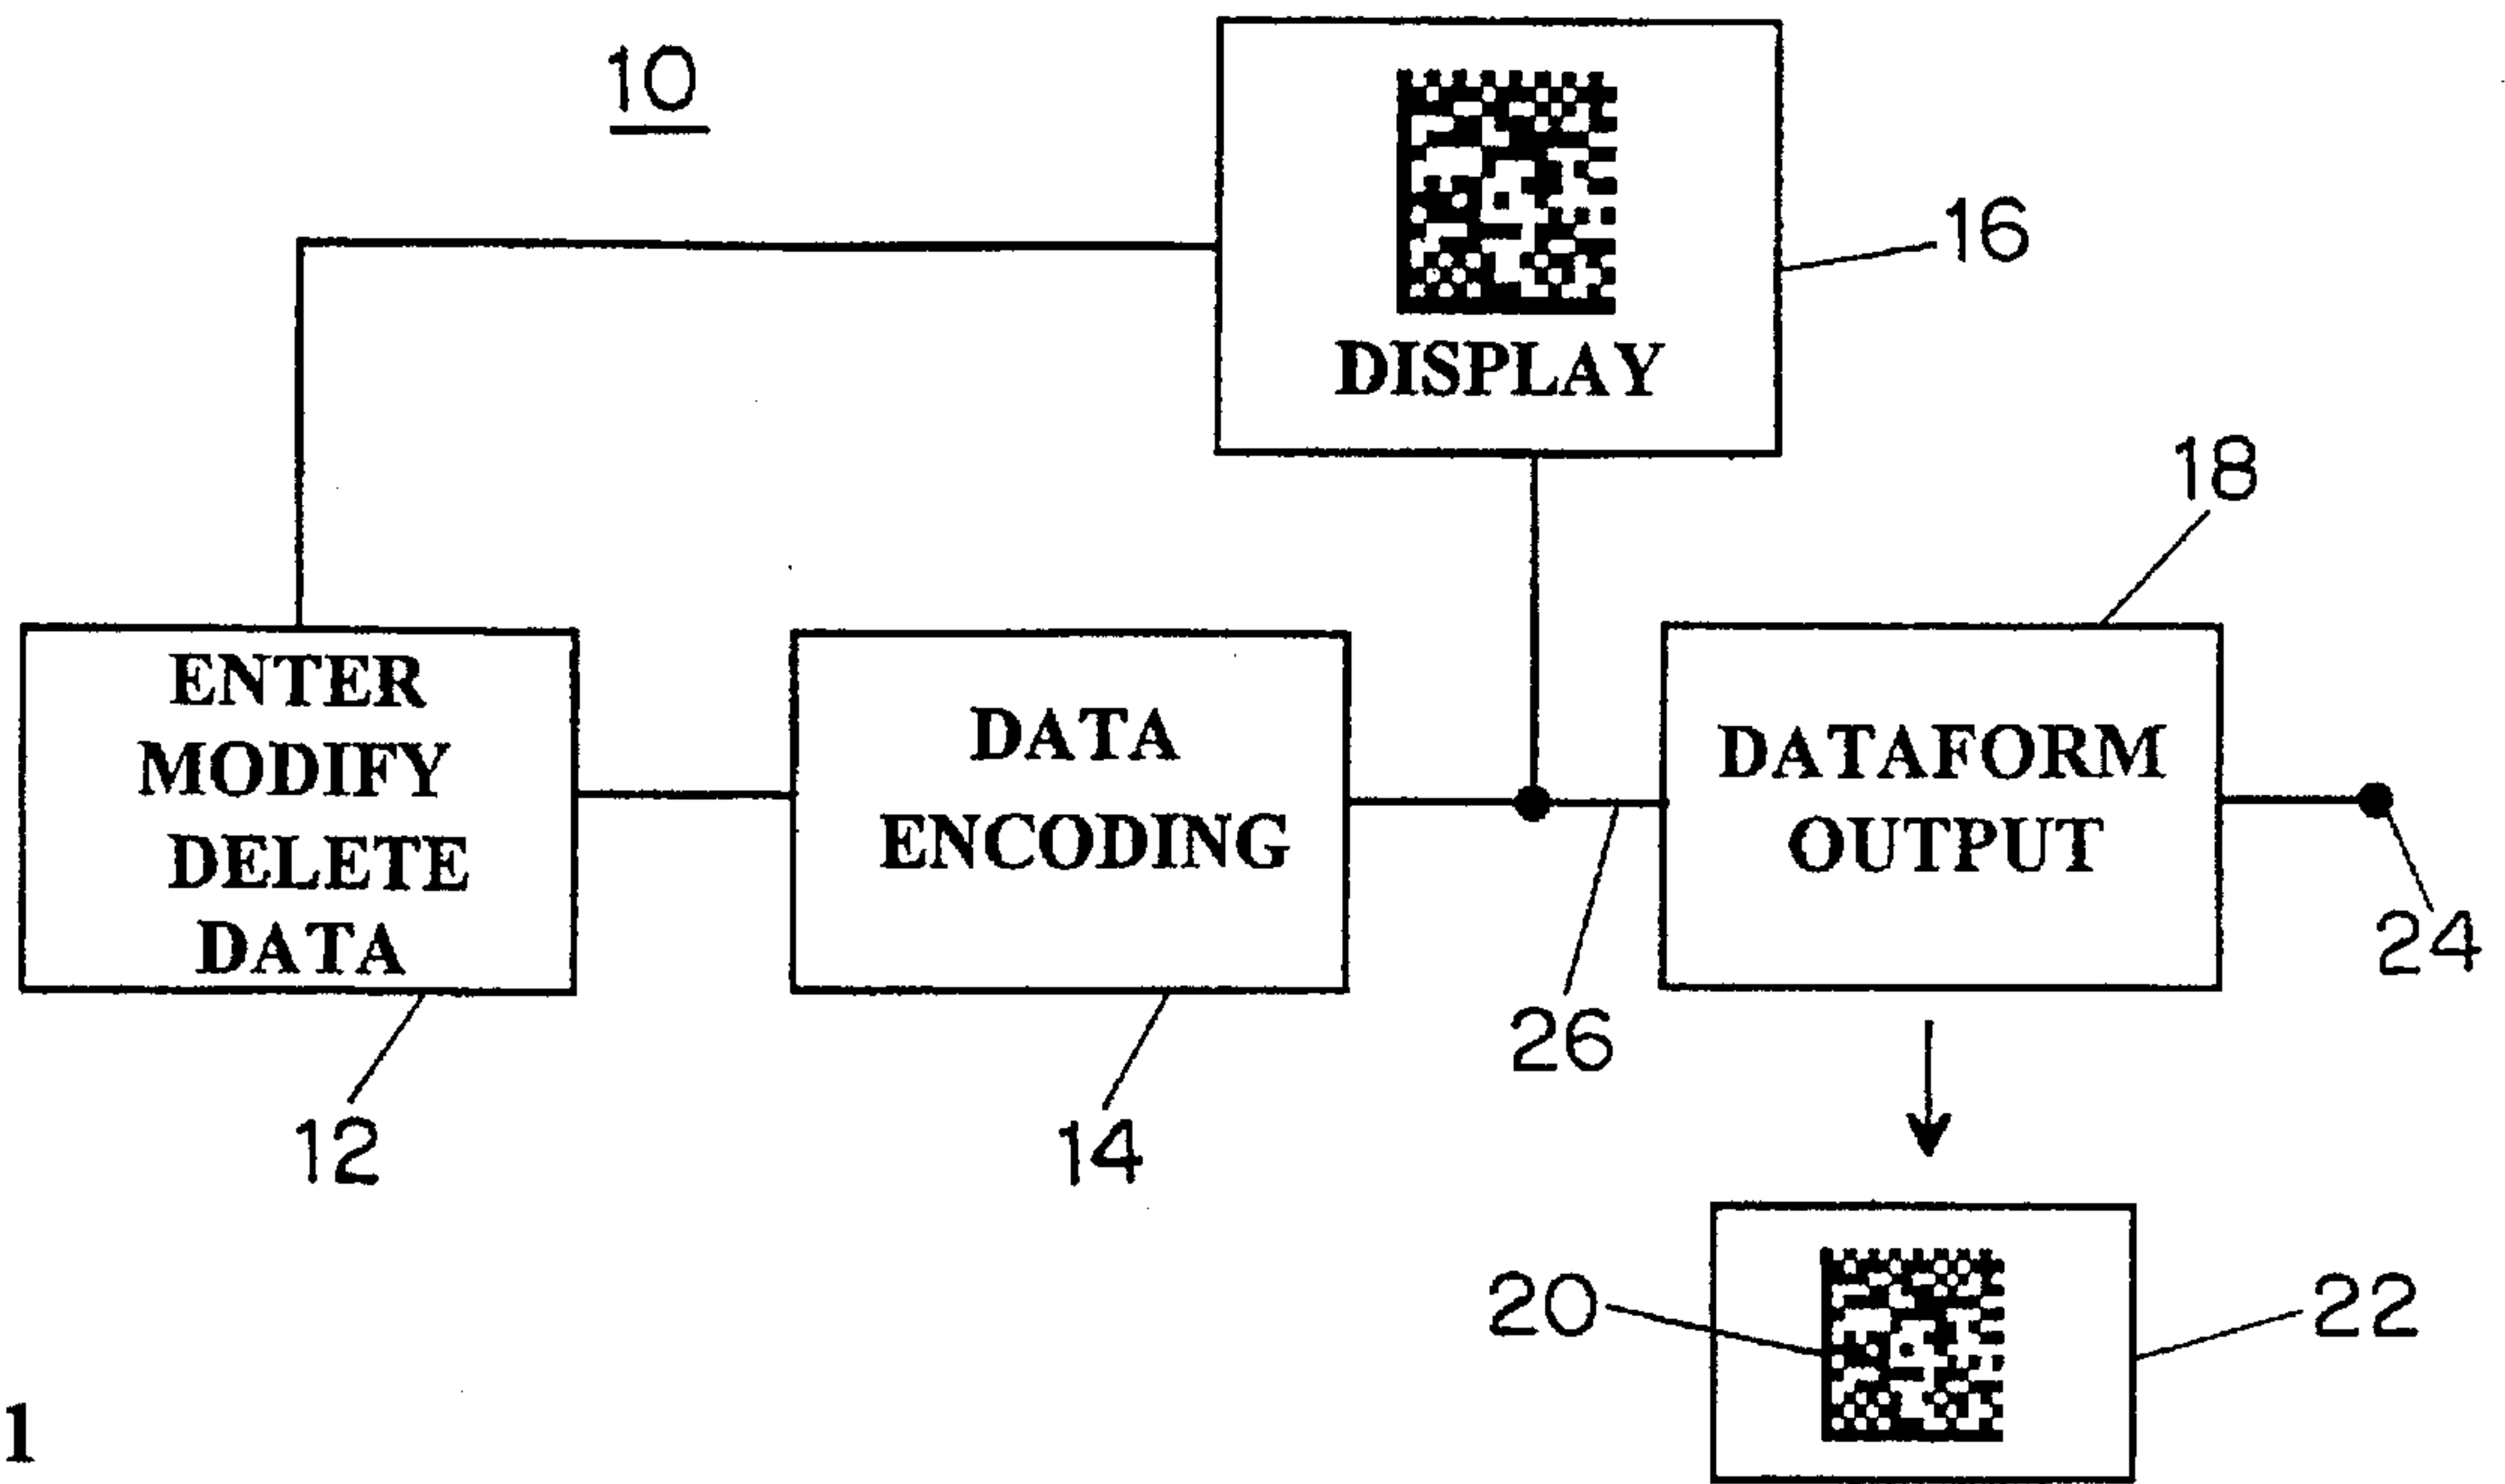 10
DISPLAY
16
18
ENTER
MODIFY
DELETE
DATA
DATA
ENCODING
DATAFORM
OUTPUT
24
26
12
14
20
22
1